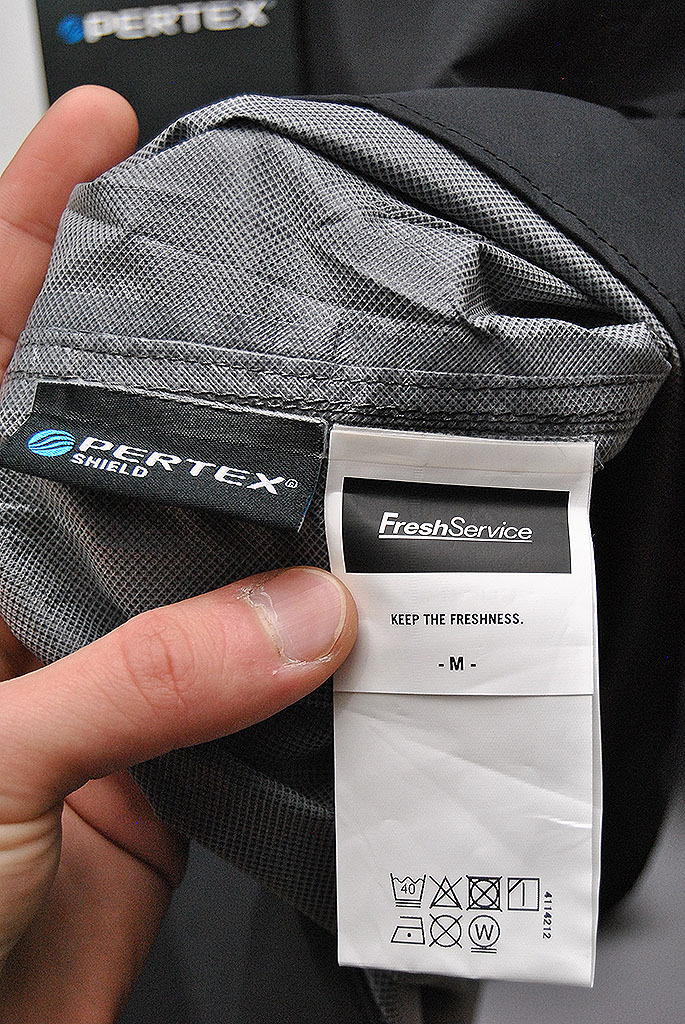 PERTEX
PERTEX®
SHIELD
FreshService
KEEP THE FRESHNESS.
- M -
40
W
4114212